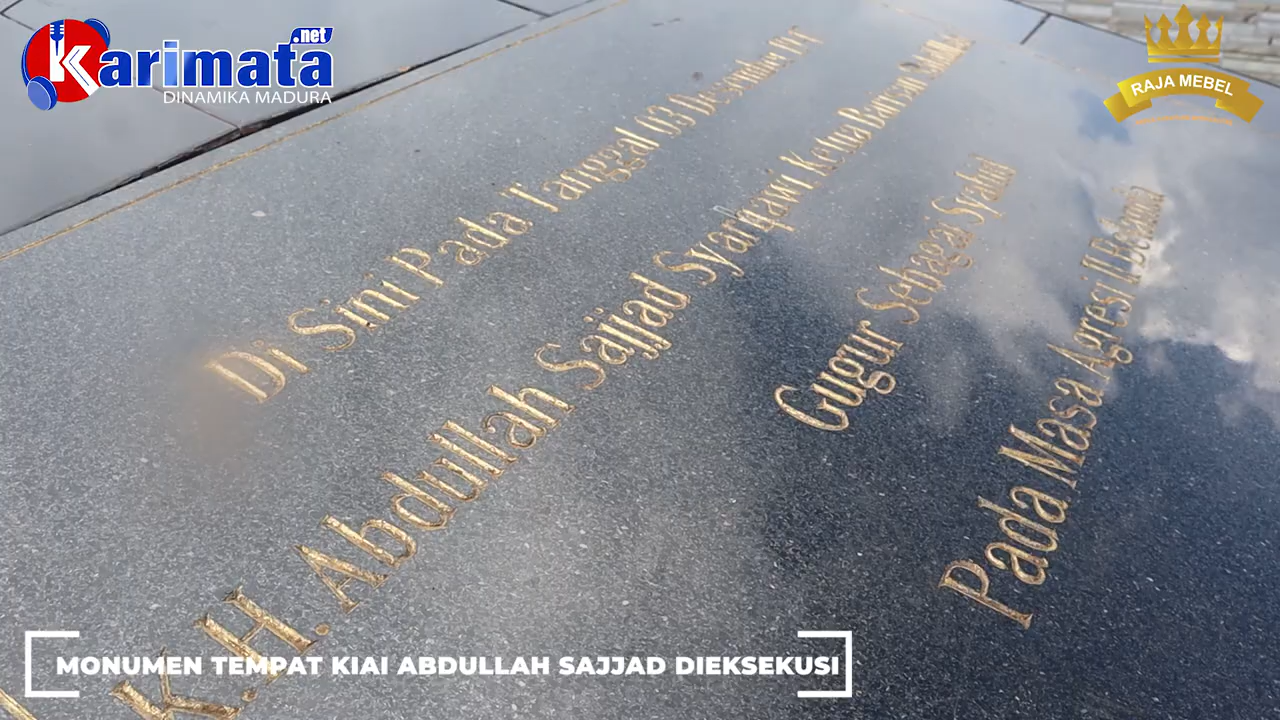 Karimata.net
DINAMIKA MADURA
RAJA MEBEL
Di Sini Pada Tanggal 03 Desember
K.H. Abdullah Sajjad Syarqawi Ketua Barisan Sabilillah
Gugur Sebagai Syahid
Pada Masa Agresi II Belanda
MONUMEN TEMPAT KIAI ABDULLAH SAJJAD DIEKSEKUSI